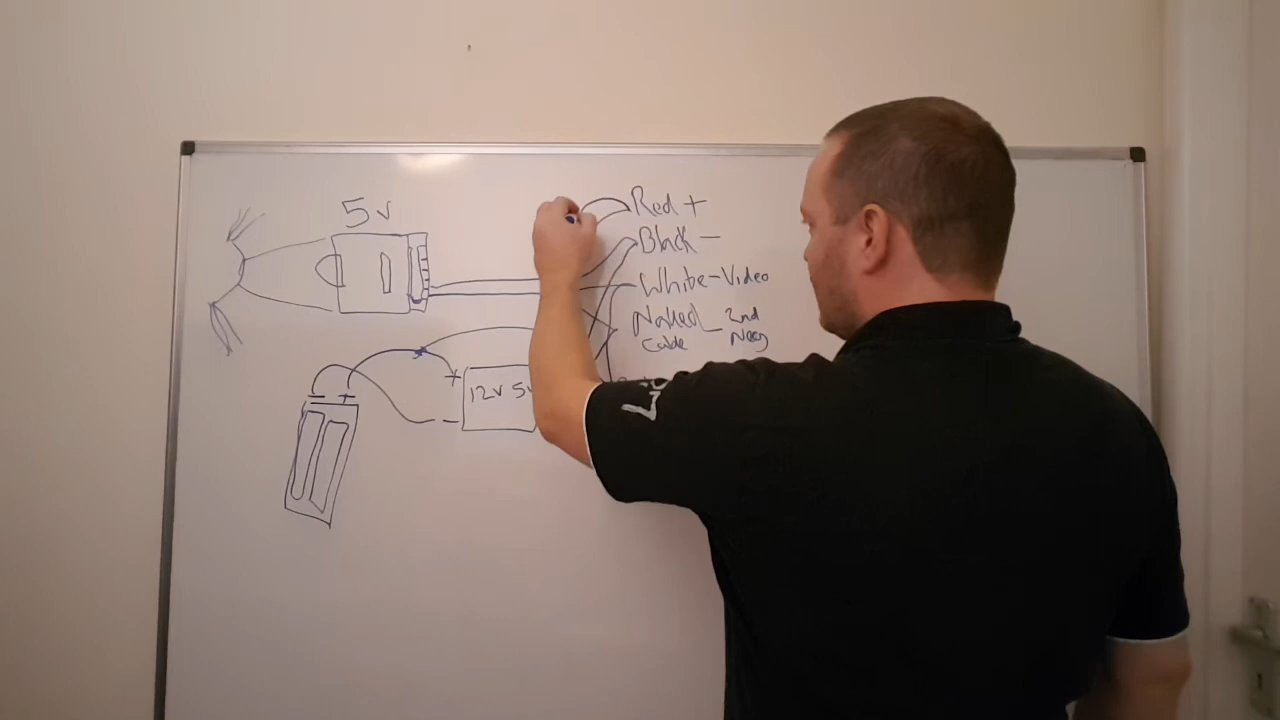 5v
Red +
Black -
White - Video
Naked - 2nd
Cable Neg
+
12v 5v
-
- +